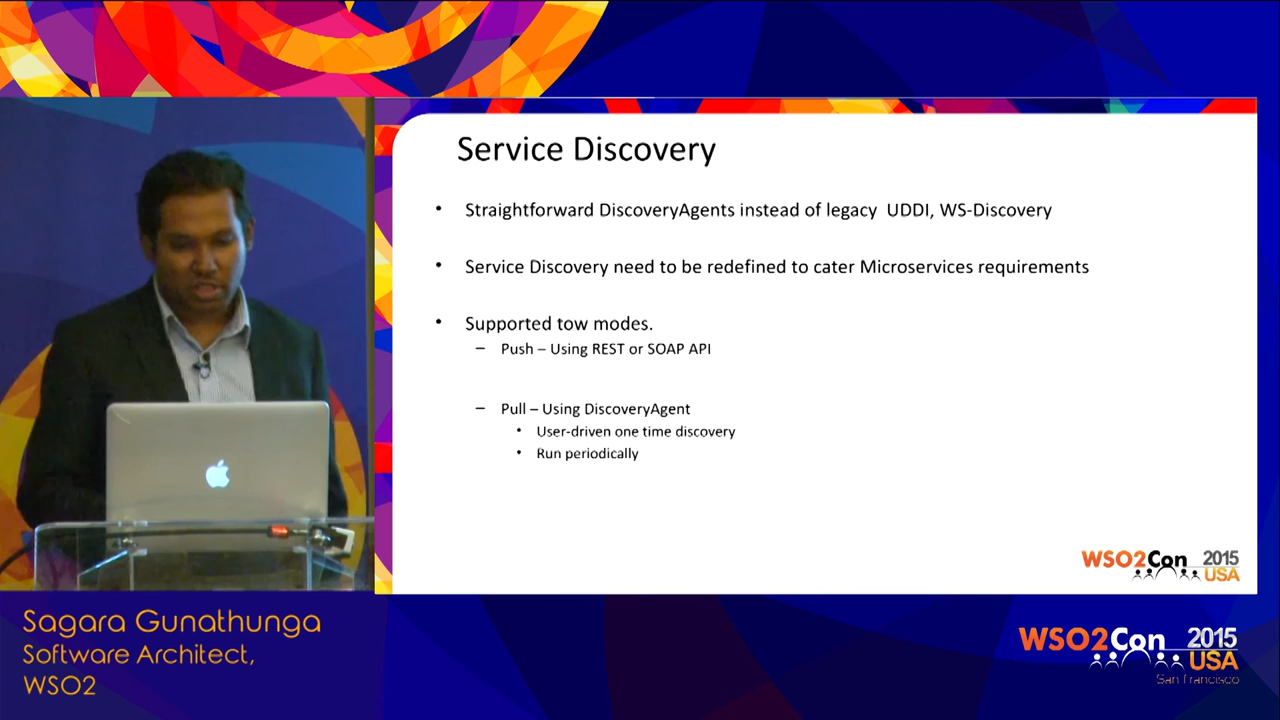 Service Discovery
• Straightforward DiscoveryAgents instead of legacy UDDI, WS-Discovery
• Service Discovery need to be redefined to cater Microservices requirements
• Supported tow modes.
– Push – Using REST or SOAP API
– Pull – Using DiscoveryAgent
• User-driven one time discovery
• Run periodically
WSO2Con 2015
USA
Sagara Gunathunga
Software Architect,
WSO2
WSO2Con 2015
USA
San Francisco